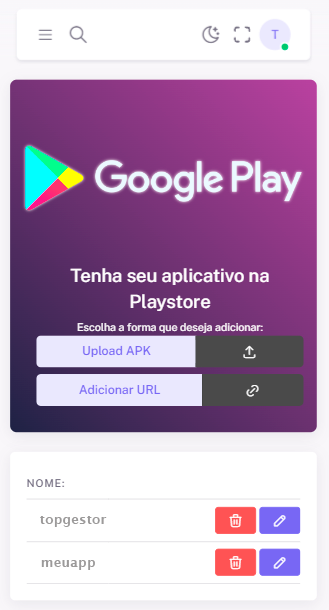 T
Google Play
Tenha seu aplicativo na
Playstore
Escolha a forma que deseja adicionar:
Upload APK
Adicionar URL
NOME:
topgestor
meuapp